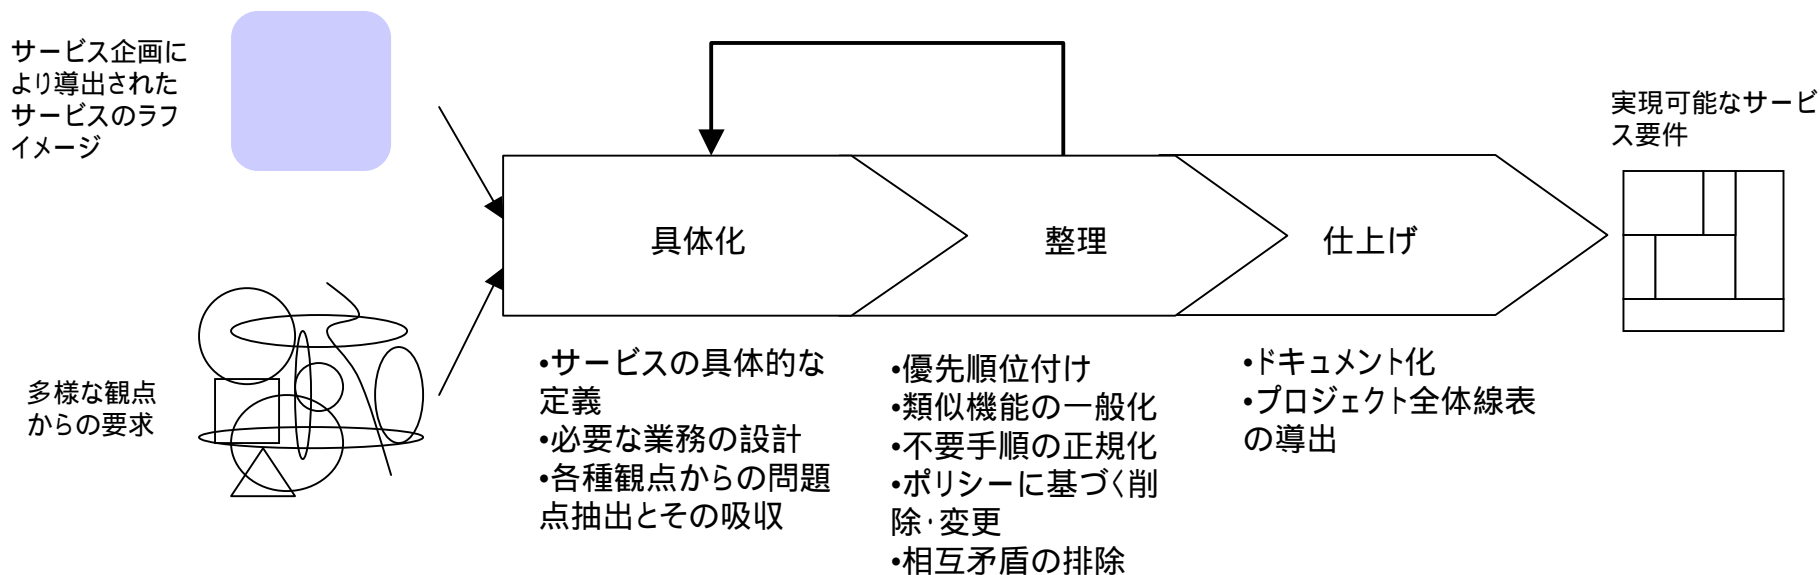 サービス企画に
より導出された
サービスのラフ
イメージ
多様な観点
からの要求
具体化
整理
仕上げ
実現可能なサービ
ス要件
•サービスの具体的な
定義
•必要な業務の設計
•各種観点からの問題
点抽出とその吸収
•優先順位付け
•類似機能の一般化
•不要手順の正規化
•ポリシーに基づく削
除・変更
•相互矛盾の排除
•ドキュメント化
•プロジェクト全体線表
の導出